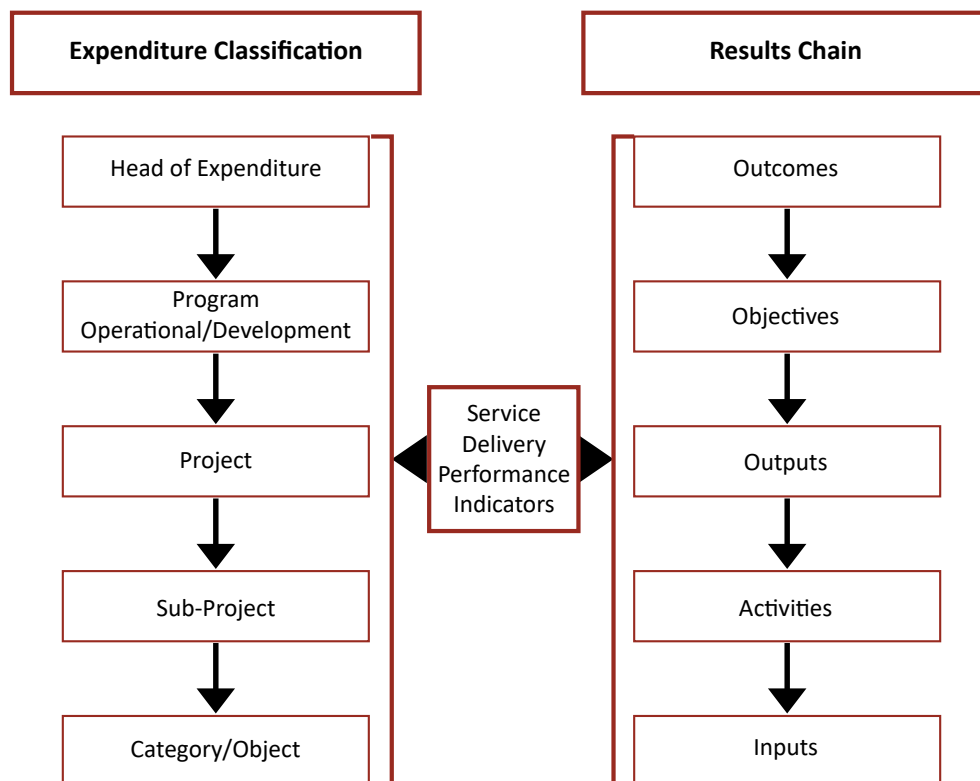 Expenditure Classification
Results Chain
Head of Expenditure
Program
Operational/Development
Project
Sub-Project
Category/Object
Service
Delivery
Performance
Indicators
Outcomes
Objectives
Outputs
Activities
Inputs